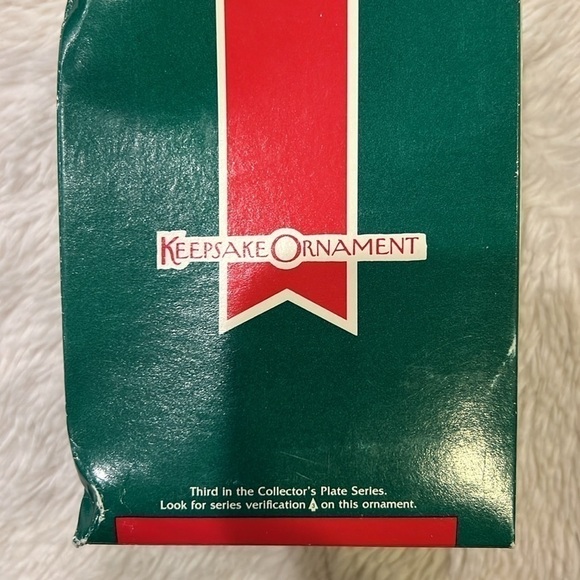 KEEPSAKE ORNAMENT
Third in the Collector's Plate Series.
Look for series verification on this ornament.